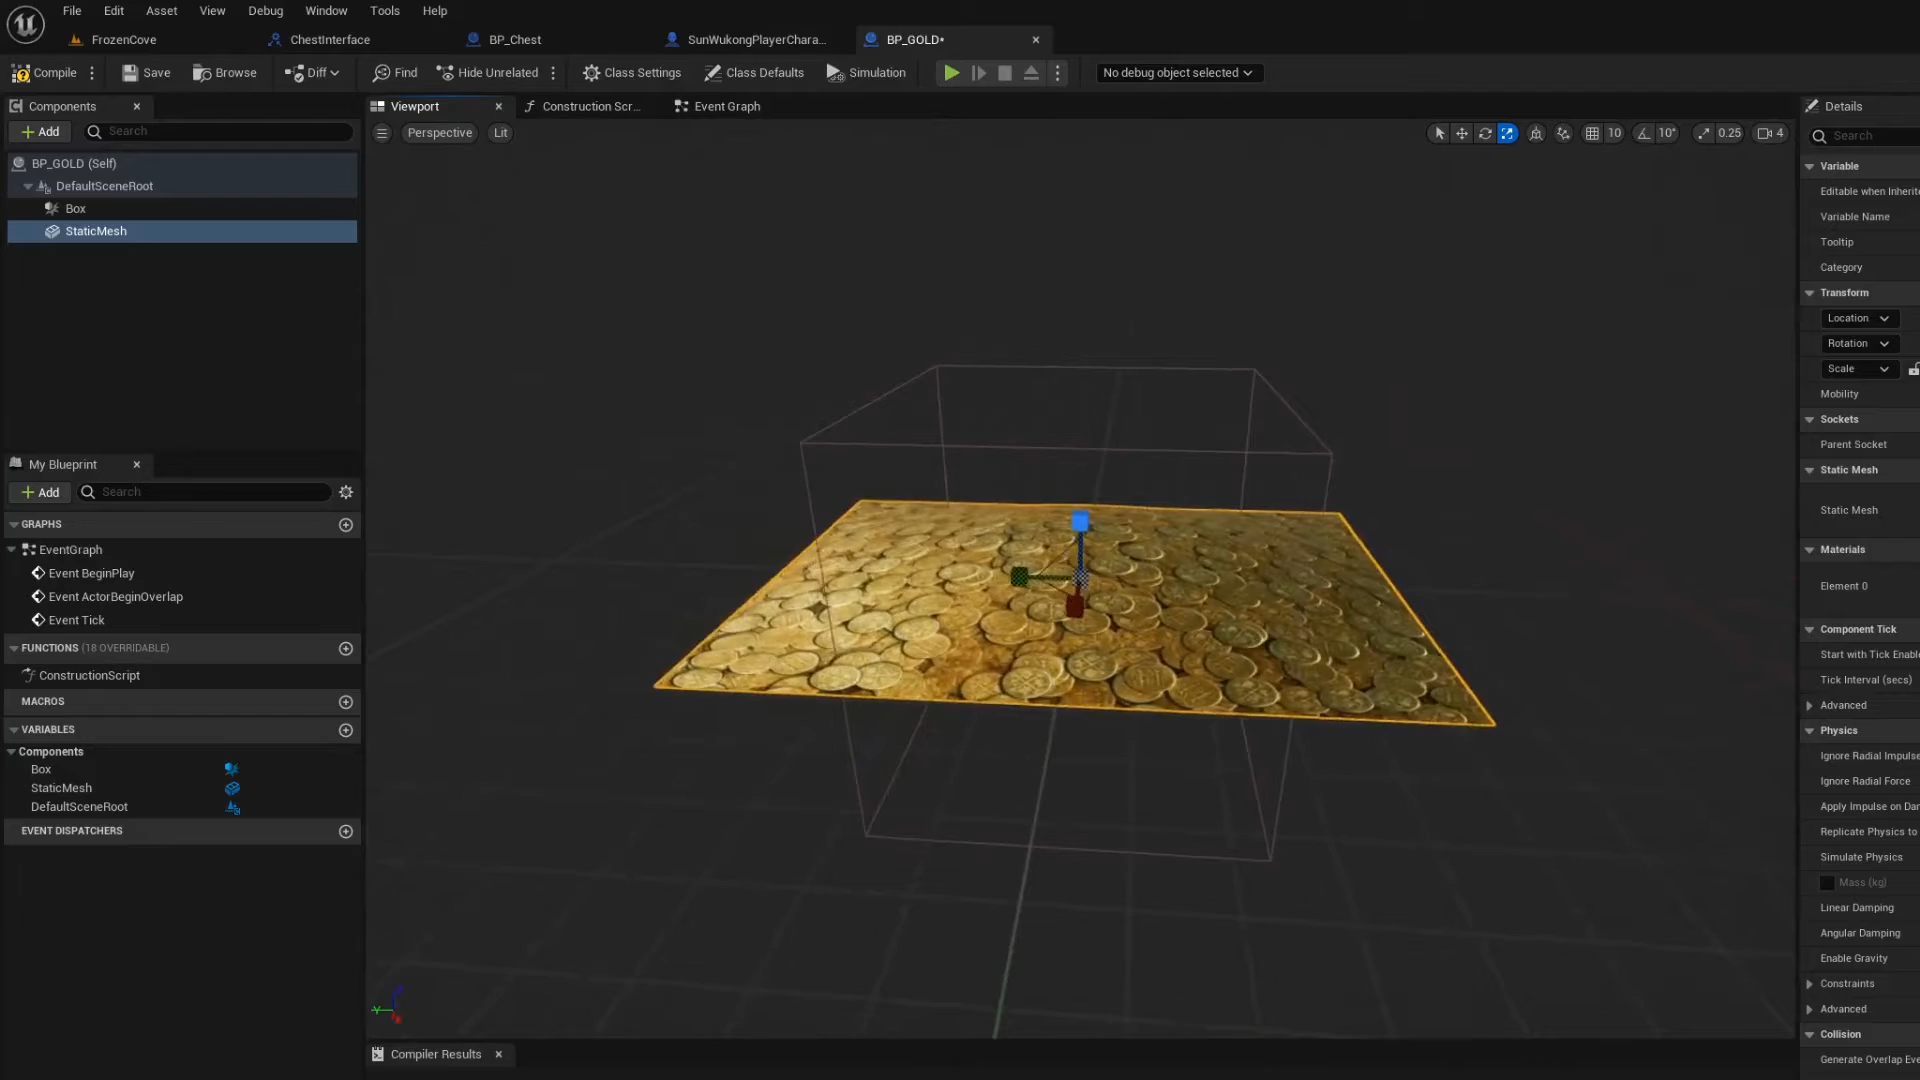 File Edit Asset View Debug Window Tools Help
FrozenCove ChestInterface BP_Chest SunWukongPlayerChara... BP_GOLD•
Compile Save Browse Diff Find Hide Unrelated Class Settings Class Defaults Simulation No debug object selected
Components Viewport Construction Scr... Event Graph Details
Add Search Perspective Lit 10 10° 0.25 4 Search
BP_GOLD (Self)
DefaultSceneRoot
Box
StaticMesh
My Blueprint
Add Search
GRAPHS
EventGraph
Event BeginPlay
Event ActorBeginOverlap
Event Tick
FUNCTIONS (18 OVERRIDABLE)
ConstructionScript
MACROS
VARIABLES
Components
Box
StaticMesh
DefaultSceneRoot
EVENT DISPATCHERS
Y
Compiler Results
Variable
Editable when Inherite
Variable Name
Tooltip
Category
Transform
Location
Rotation
Scale
Mobility
Sockets
Parent Socket
Static Mesh
Static Mesh
Materials
Element 0
Component Tick
Start with Tick Enable
Tick Interval (secs)
Advanced
Physics
Ignore Radial Impulse
Ignore Radial Force
Apply Impulse on Dam
Replicate Physics to
Simulate Physics
Mass (kg)
Linear Damping
Angular Damping
Enable Gravity
Constraints
Advanced
Collision
Generate Overlap Eve